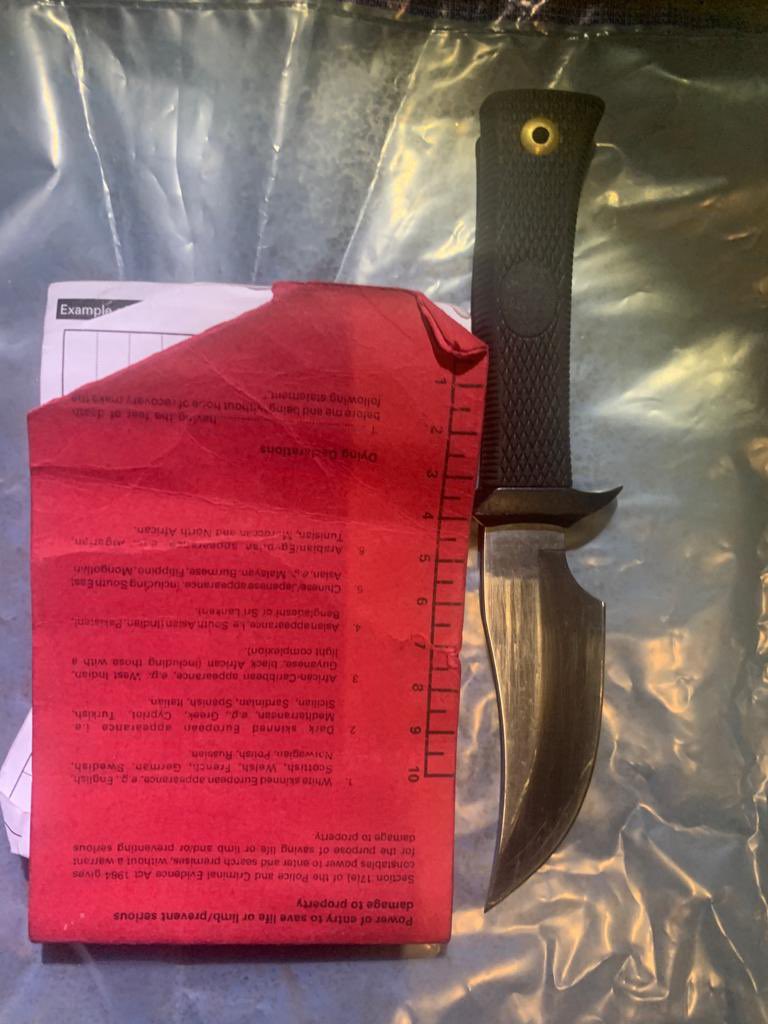 Example
Power of entry to save life or limb/prevent serious
damage to property
Section 17(e) of the Police and Criminal Evidence Act 1984 gives
constables power to enter and search premises, without a warrant
for the purpose of saving life or limb and/or preventing serious
damage to property.
1. White skinned European appearance, e.g., English,
Scottish, Welsh, French, German, Swedish,
Norwegian, Polish, Russian.
2. Dark skinned European appearance i.e.
Mediterranean, e.g., Greek, Cypriot, Turkish,
Sicilian, Sardinian, Spanish, Italian.
3. African-Caribbean appearance, e.g. West Indian,
Guyanese, black African (including those with a
light complexion).
4. Asian appearance, i.e. South Asian (Indian, Pakistani,
Bangladeshi or Sri Lanken).
5. Chinese/Japanese appearance, including South East
Asian, e.g. Malayan, Burmese, Filippino, Mongolian
6. Arabian/Egyptian appearance, e.g., Algerian,
Tunisian, Moroccan and North African.
Dying Declarations
"I having the fear of death
before me and being without hope of recovery make the
following statement."
1
2
3
4
5
6
7
8
9
10